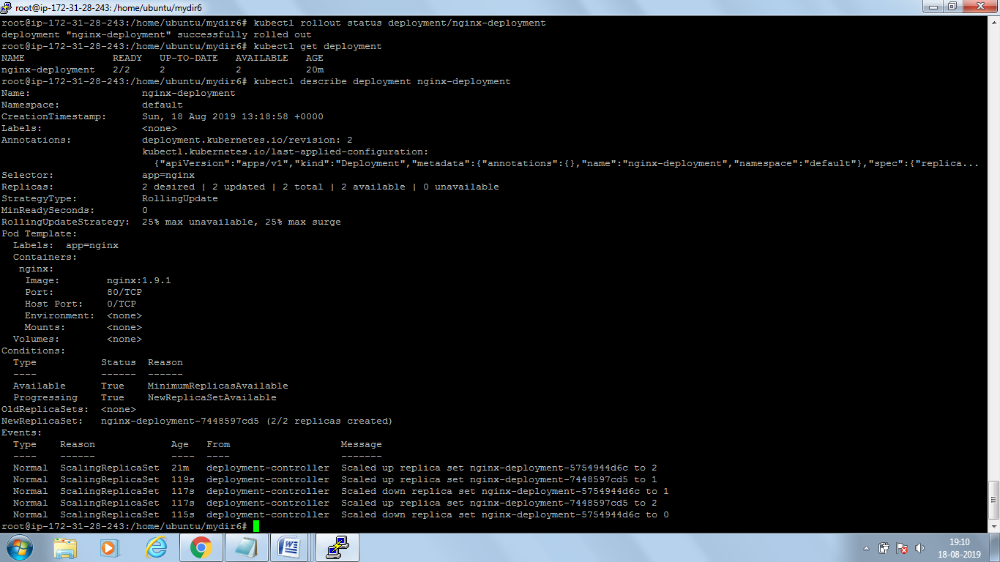 root@ip-172-31-28-243: /home/ubuntu/mydir6
root@ip-172-31-28-243:/home/ubuntu/mydir6# kubectl rollout status deployment/nginx-deployment
deployment "nginx-deployment" successfully rolled out
root@ip-172-31-28-243:/home/ubuntu/mydir6# kubectl get deployment
NAME               READY   UP-TO-DATE   AVAILABLE   AGE
nginx-deployment   2/2     2            2           20m
root@ip-172-31-28-243:/home/ubuntu/mydir6# kubectl describe deployment nginx-deployment
Name:                   nginx-deployment
Namespace:              default
CreationTimestamp:      Sun, 18 Aug 2019 13:18:58 +0000
Labels:                 <none>
Annotations:            deployment.kubernetes.io/revision: 2
                        kubectl.kubernetes.io/last-applied-configuration:
                          {"apiVersion":"apps/v1","kind":"Deployment","metadata":{"annotations":{},"name":"nginx-deployment","namespace":"default"},"spec":{"replica...
Selector:               app=nginx
Replicas:               2 desired | 2 updated | 2 total | 2 available | 0 unavailable
StrategyType:           RollingUpdate
MinReadySeconds:        0
RollingUpdateStrategy:  25% max unavailable, 25% max surge
Pod Template:
  Labels:  app=nginx
  Containers:
   nginx:
    Image:        nginx:1.9.1
    Port:         80/TCP
    Host Port:    0/TCP
    Environment:  <none>
    Mounts:       <none>
  Volumes:        <none>
Conditions:
  Type           Status  Reason
  ----           ------  ------
  Available      True    MinimumReplicasAvailable
  Progressing    True    NewReplicaSetAvailable
OldReplicaSets:  <none>
NewReplicaSet:   nginx-deployment-7448597cd5 (2/2 replicas created)
Events:
  Type    Reason             Age   From                   Message
  ----    ------             ----  ----                   -------
  Normal  ScalingReplicaSet  21m   deployment-controller  Scaled up replica set nginx-deployment-5754944d6c to 2
  Normal  ScalingReplicaSet  119s  deployment-controller  Scaled up replica set nginx-deployment-7448597cd5 to 1
  Normal  ScalingReplicaSet  117s  deployment-controller  Scaled down replica set nginx-deployment-5754944d6c to 1
  Normal  ScalingReplicaSet  117s  deployment-controller  Scaled up replica set nginx-deployment-7448597cd5 to 2
  Normal  ScalingReplicaSet  115s  deployment-controller  Scaled down replica set nginx-deployment-5754944d6c to 0
root@ip-172-31-28-243:/home/ubuntu/mydir6#
19:10
18-08-2019